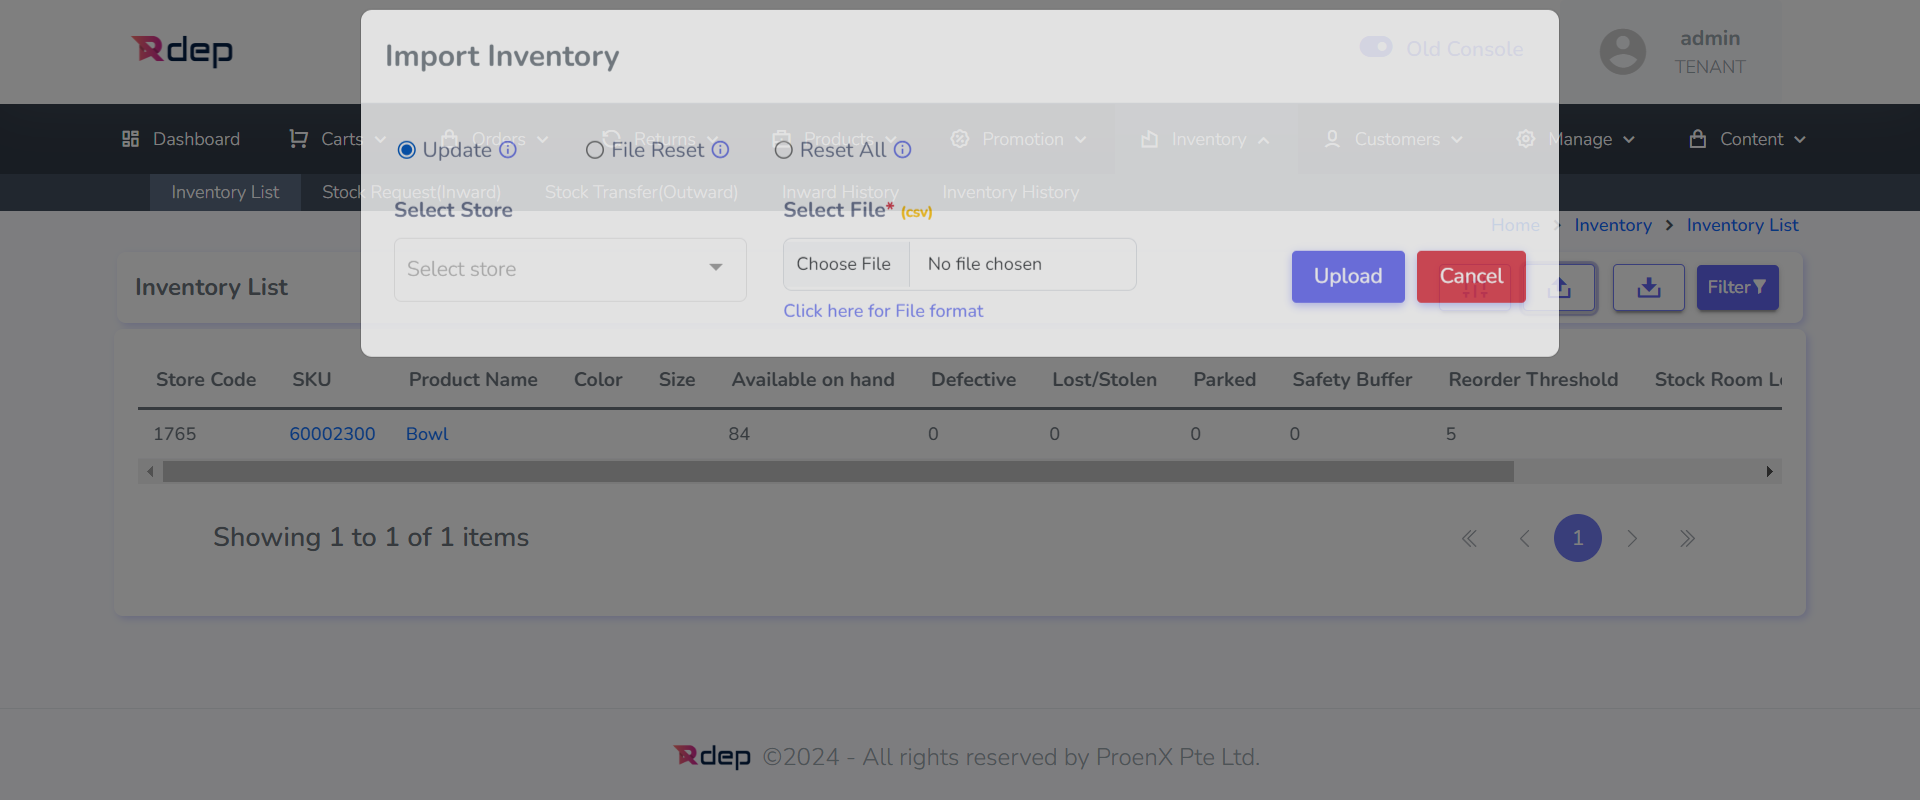 Rdep
Import Inventory
Old Console
admin
TENANT
Dashboard
Carts
Orders
Returns
Products
Promotion
Inventory
Customers
Manage
Content
Update
File Reset
Reset All
Inventory List
Stock Request(Inward)
Stock Transfer(Outward)
Inward History
Inventory History
Select Store
Select File* (csv)
Home > Inventory > Inventory List
Select store
Choose File No file chosen
Click here for File format
Upload
Cancel
Inventory List
Filter
Store Code SKU Product Name Color Size Available on hand Defective Lost/Stolen Parked Safety Buffer Reorder Threshold Stock Room
1765 60002300 Bowl 84 0 0 0 0 5
Showing 1 to 1 of 1 items
1
Rdep ©2024 - All rights reserved by ProenX Pte Ltd.